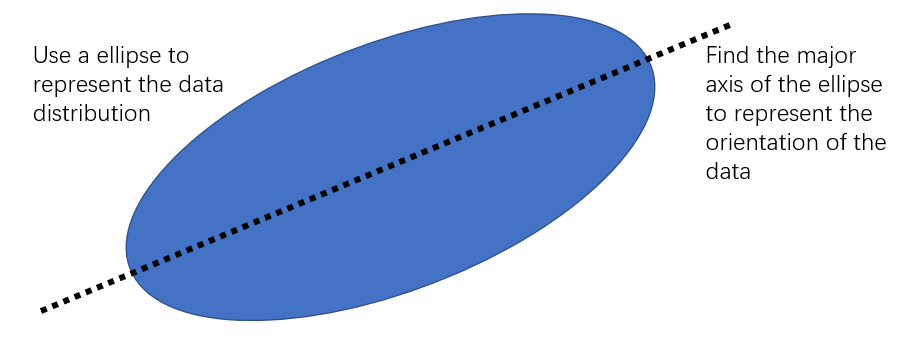 Use a ellipse to
represent the data
distribution
Find the major
axis of the ellipse
to represent the
orientation of the
data